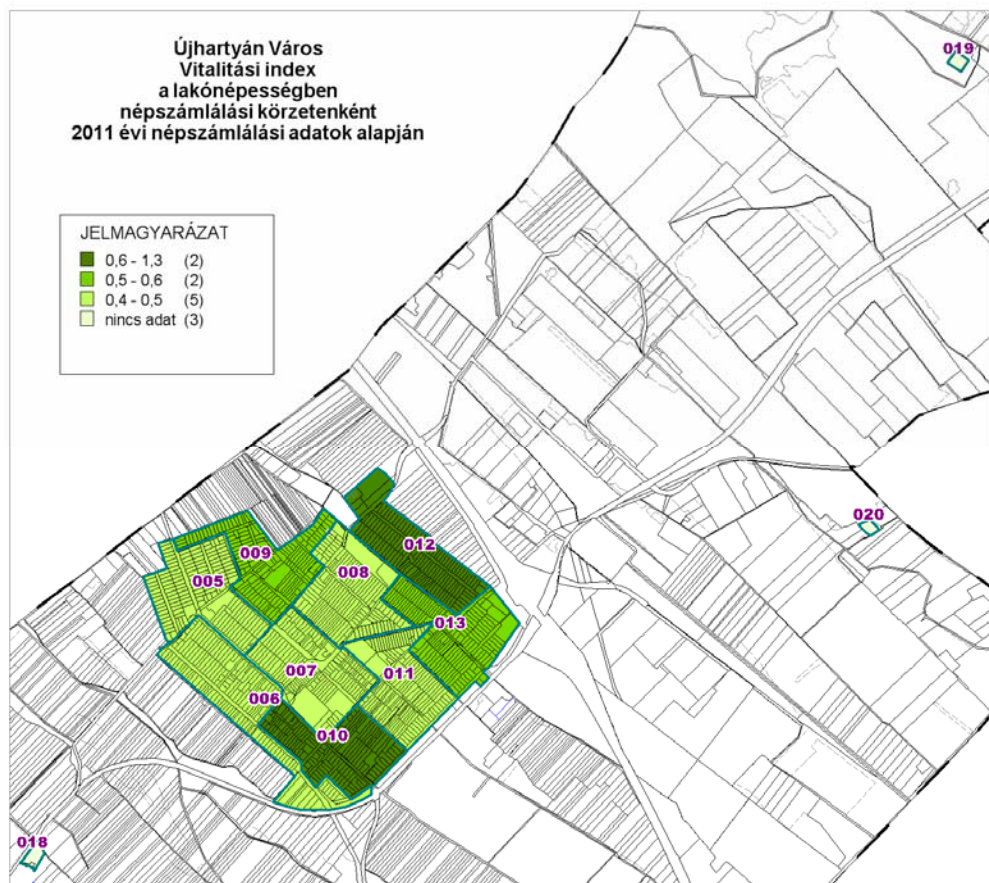 Újhartyán Város
Vitalitási index
a lakónépességben
népszámlálási körzetenként
2011 évi népszámlálási adatok alapján
JELMAGYARÁZAT
0,6 - 1,3 (2)
0,5 - 0,6 (2)
0,4 - 0,5 (5)
nincs adat (3)
019
020
012
009
008
005
013
011
007
006
010
018